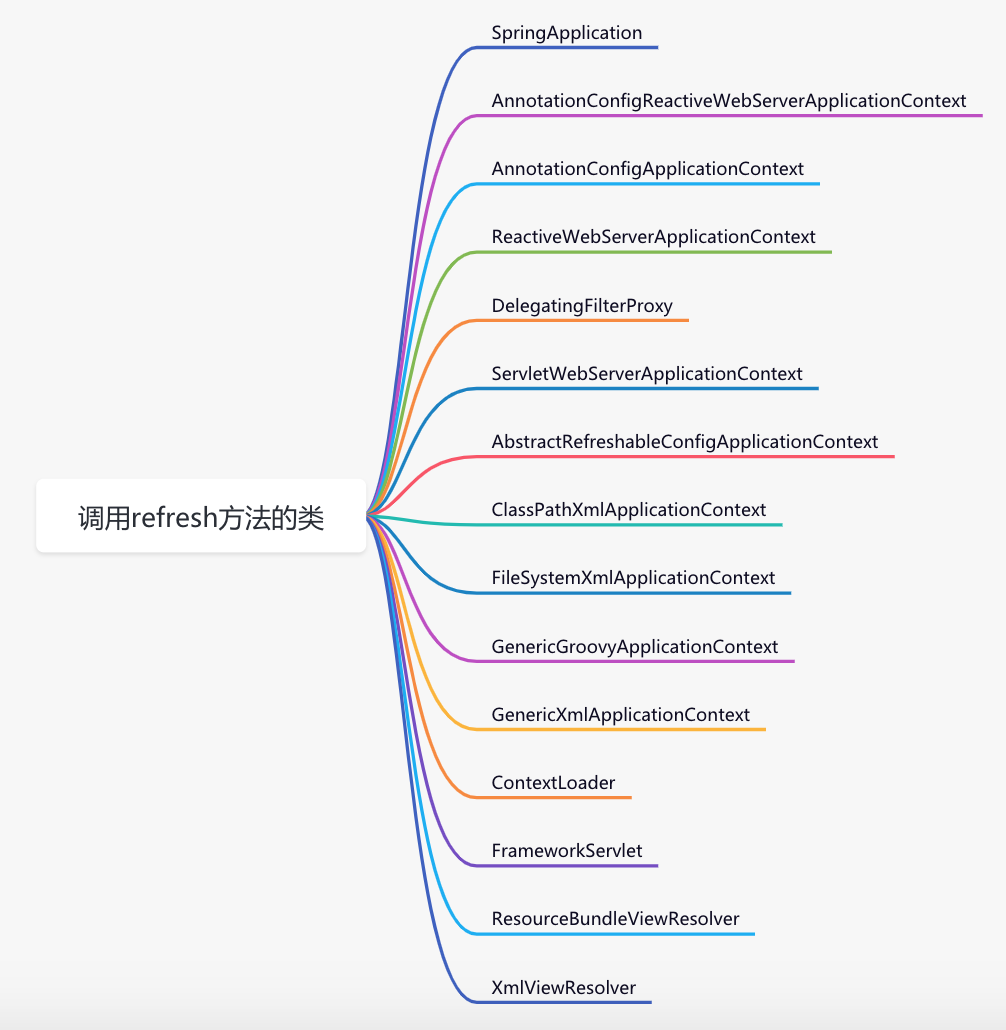 SpringApplication
AnnotationConfigReactiveWebServerApplicationContext
AnnotationConfigApplicationContext
ReactiveWebServerApplicationContext
DelegatingFilterProxy
ServletWebServerApplicationContext
AbstractRefreshableConfigApplicationContext
调用refresh方法的类
ClassPathXmlApplicationContext
FileSystemXmlApplicationContext
GenericGroovyApplicationContext
GenericXmlApplicationContext
ContextLoader
FrameworkServlet
ResourceBundleViewResolver
XmlViewResolver